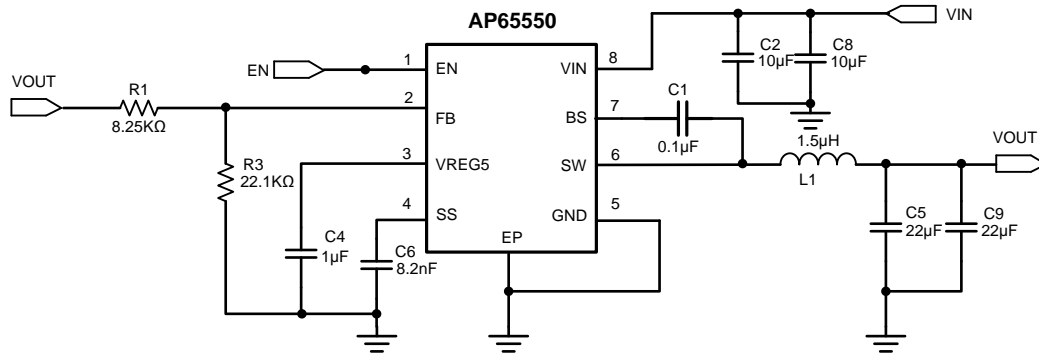 AP65550
VIN
C2
10µF
C8
10µF
EN
1
EN
VIN
8
VOUT
R1
8.25KΩ
2
FB
BS
7
C1
0.1µF
R3
22.1KΩ
3
VREG5
SW
6
1.5µH
L1
VOUT
4
SS
GND
5
EP
C4
1µF
C6
8.2nF
C5
22µF
C9
22µF